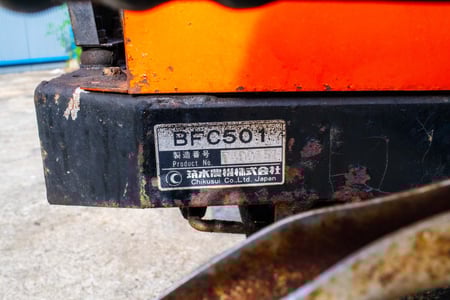 BFC501
製造番号
Product No
筑水農機株式会社
Chikusui Co.,Ltd. Japan